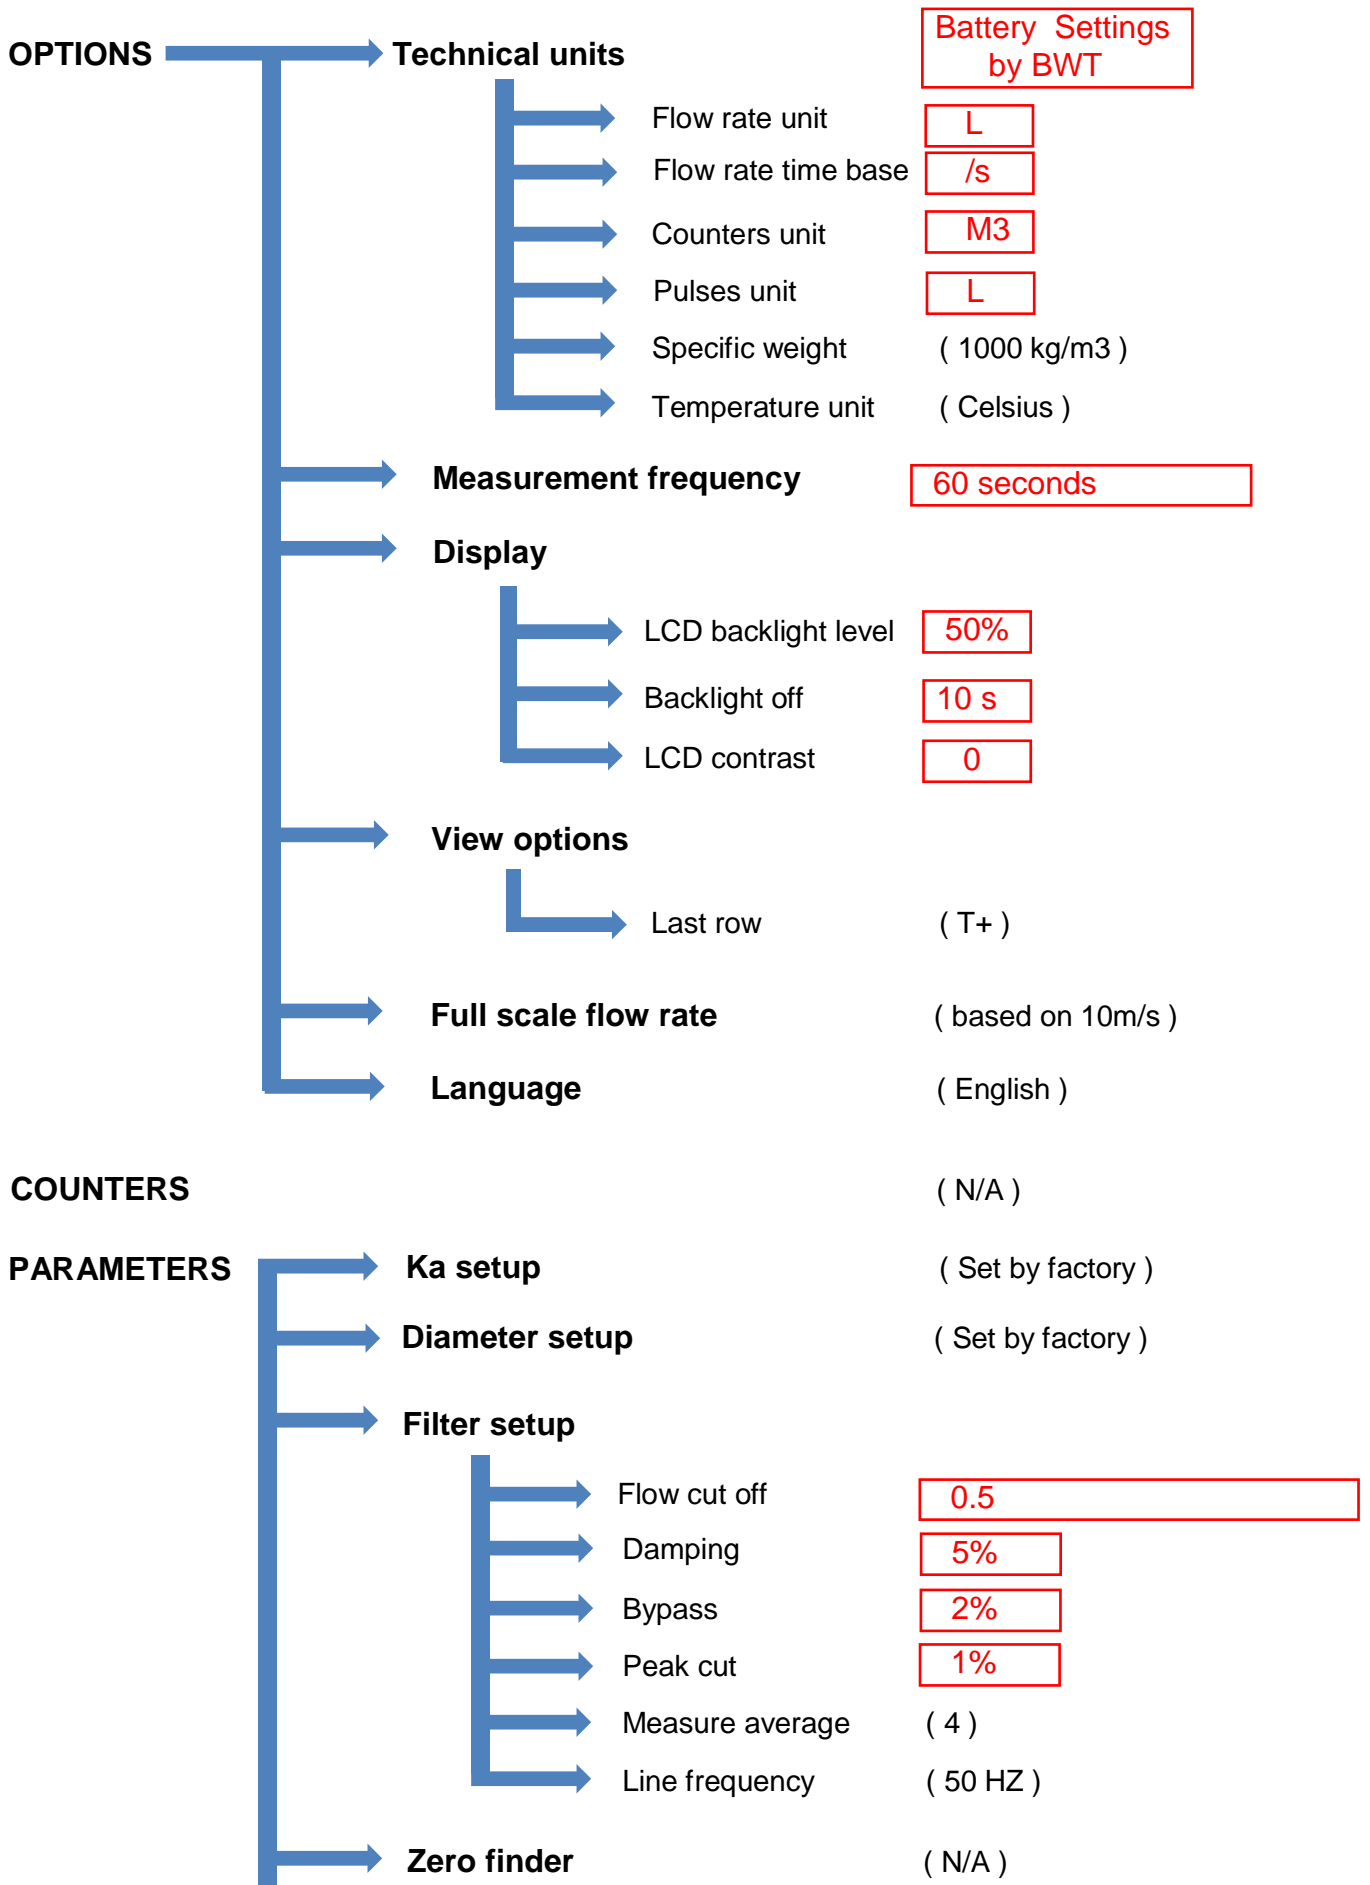 OPTIONS Technical units Battery Settings
by BWT
Flow rate unit L
Flow rate time base /s
Counters unit M3
Pulses unit L
Specific weight ( 1000 kg/m3 )
Temperature unit ( Celsius )
Measurement frequency 60 seconds
Display
LCD backlight level 50%
Backlight off 10 s
LCD contrast 0
View options
Last row ( T+ )
Full scale flow rate ( based on 10m/s )
Language ( English )
COUNTERS ( N/A )
PARAMETERS Ka setup ( Set by factory )
Diameter setup ( Set by factory )
Filter setup
Flow cut off 0.5
Damping 5%
Bypass 2%
Peak cut 1%
Measure average ( 4 )
Line frequency ( 50 HZ )
Zero finder ( N/A )